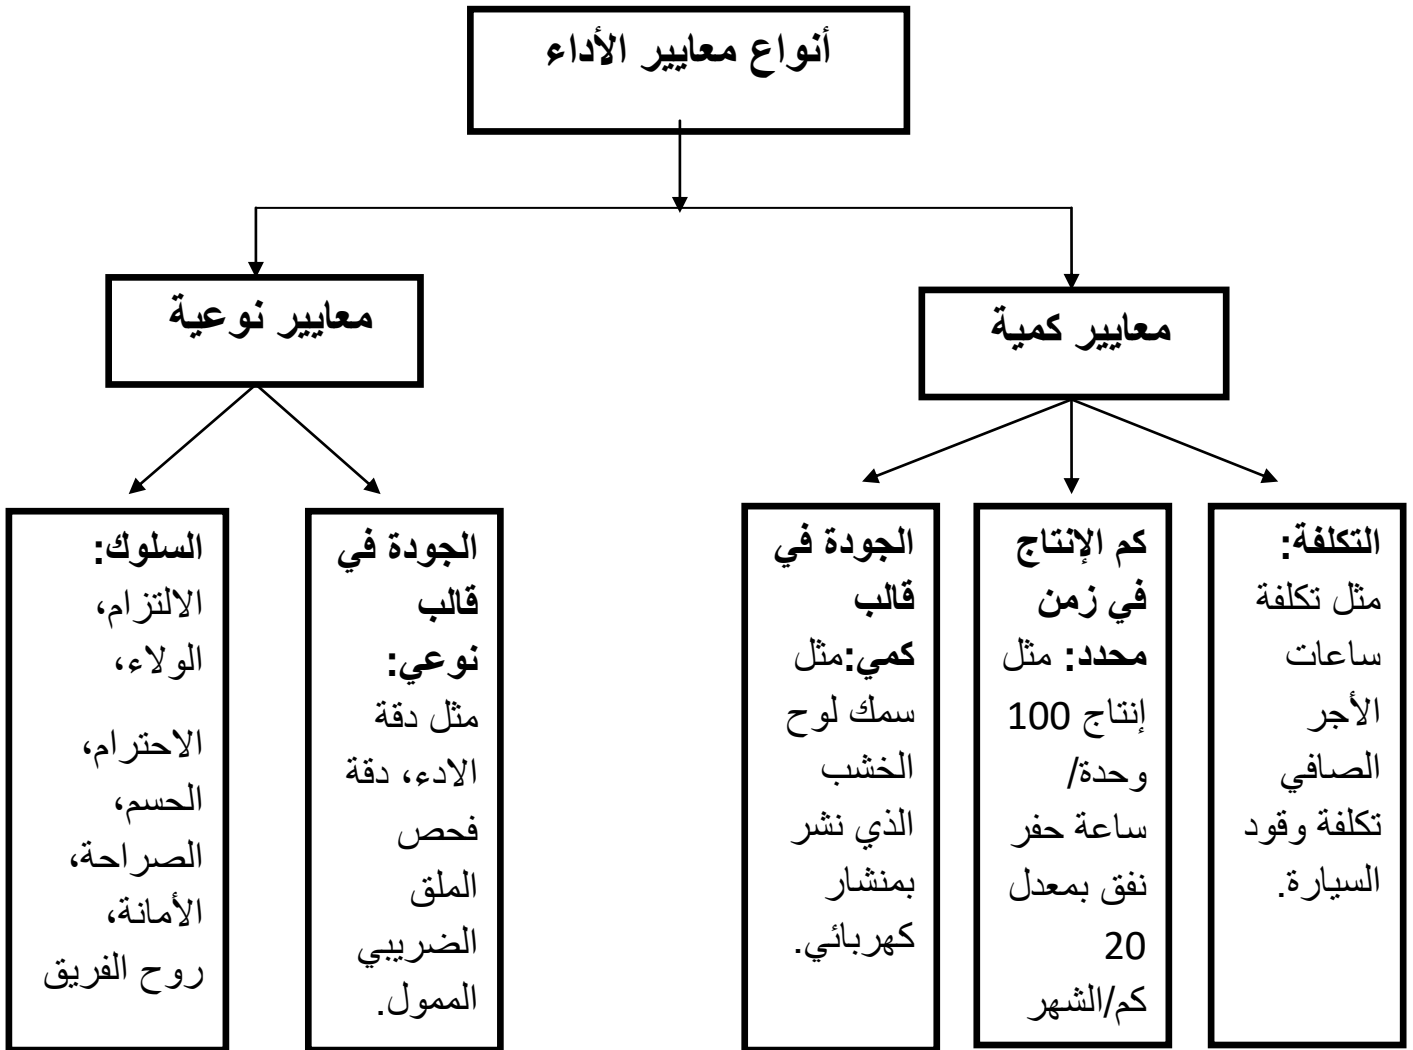 أنواع معايير الأداء
معايير كمية
معايير نوعية
التكلفة:
مثل تكلفة
ساعات
الأجر
الصافي
تكلفة وقود
السيارة.
كم الإنتاج
في زمن
محدد: مثل
إنتاج 100
وحدة/
ساعة حفر
نفق بمعدل
20
كم/الشهر
الجودة في
قالب
كمي:مثل
سمك لوح
الخشب
الذي نشر
بمنشار
كهربائي.
الجودة في
قالب
نوعي:
مثل دقة
الادء، دقة
فحص
الملق
الضريبي
الممول.
السلوك:
الالتزام،
الولاء،
الاحترام،
الحسم،
الصراحة،
الأمانة،
روح الفريق